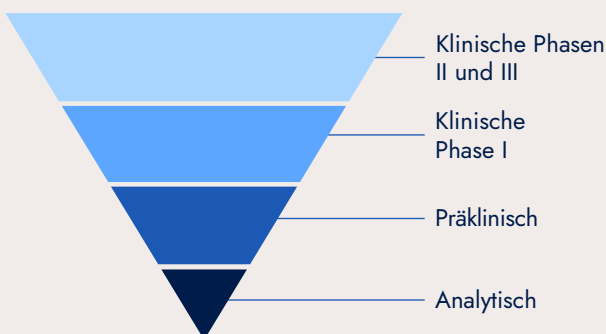 Klinische Phasen
II und III
Klinische
Phase I
Präklinisch
Analytisch